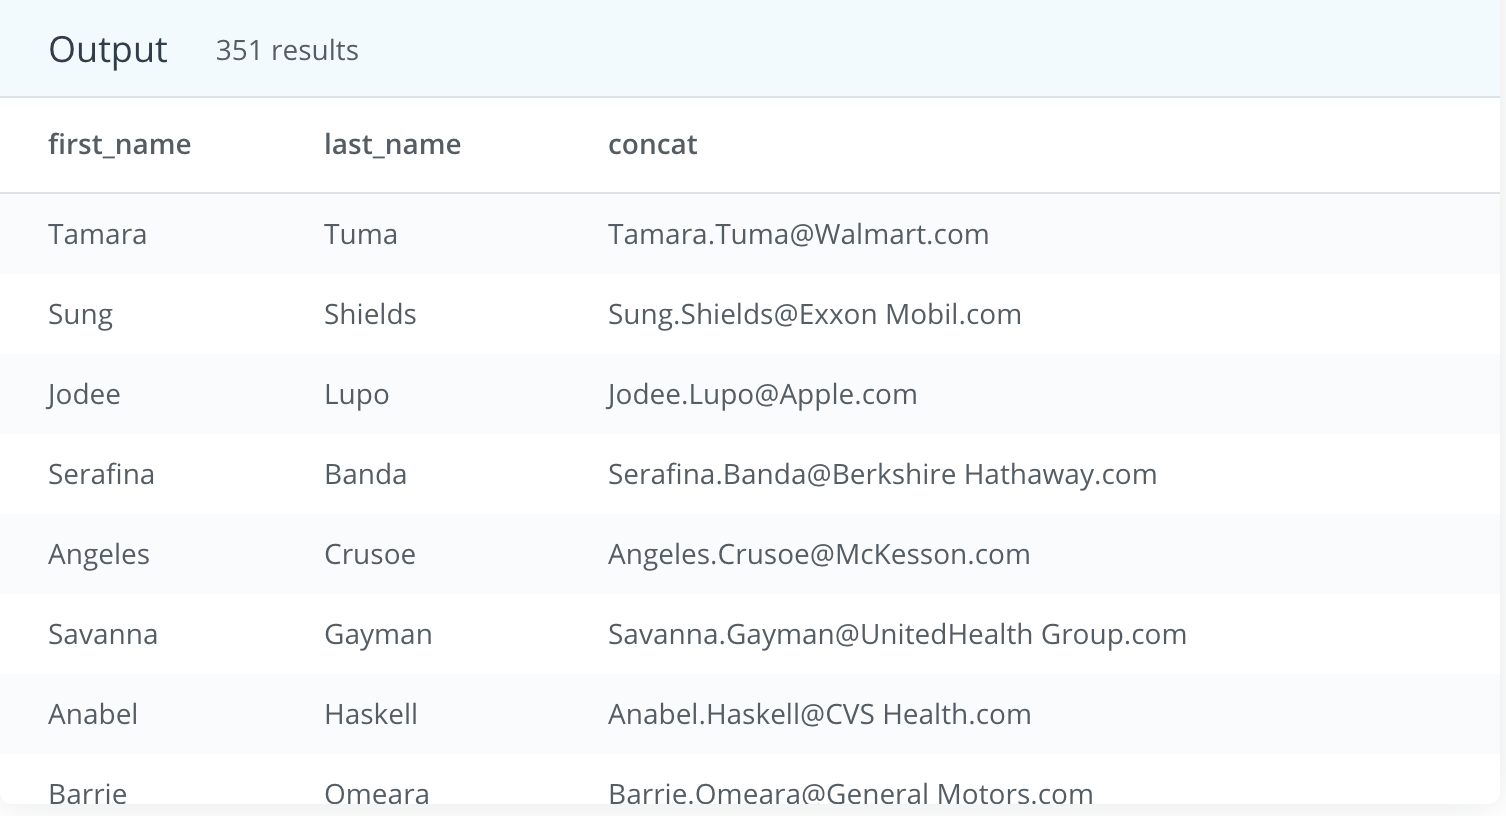 Output 351 results
first_name last_name concat
Tamara Tuma Tamara.Tuma@Walmart.com
Sung Shields Sung.Shields@Exxon Mobil.com
Jodee Lupo Jodee.Lupo@Apple.com
Serafina Banda Serafina.Banda@Berkshire Hathaway.com
Angeles Crusoe Angeles.Crusoe@McKesson.com
Savanna Gayman Savanna.Gayman@UnitedHealth Group.com
Anabel Haskell Anabel.Haskell@CVS Health.com
Barrie Omeara Barrie.Omeara@General Motors.com